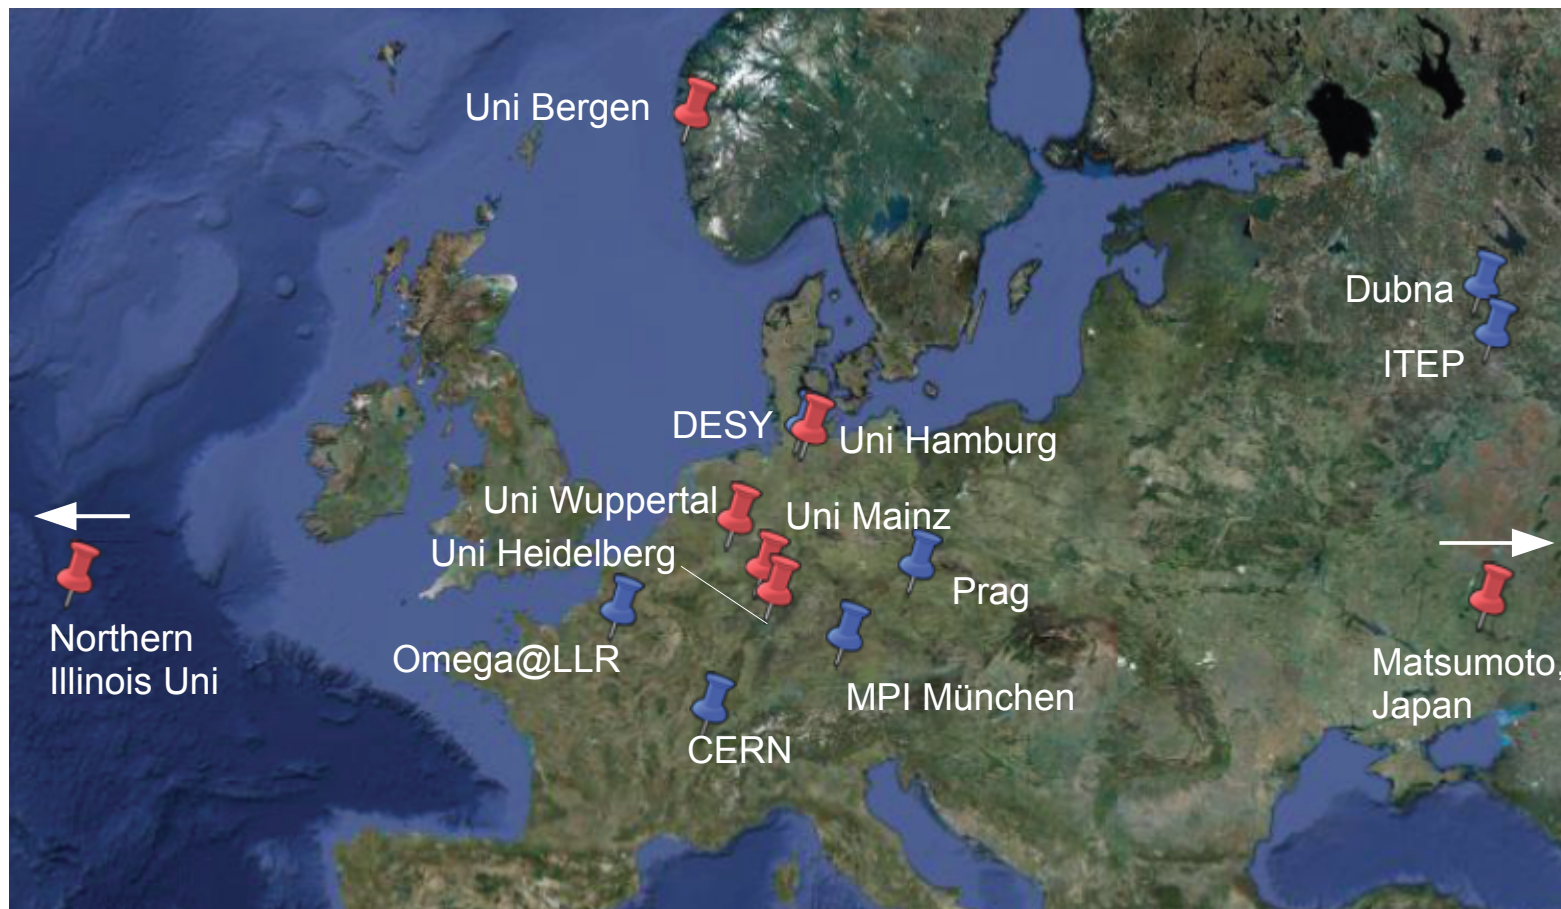 Uni Bergen
Dubna
ITEP
DESY
Uni Hamburg
Uni Wuppertal
Uni Mainz
Uni Heidelberg
Prag
Omega@LLR
Northern
Illinois Uni
Matsumoto,
Japan
MPI München
CERN